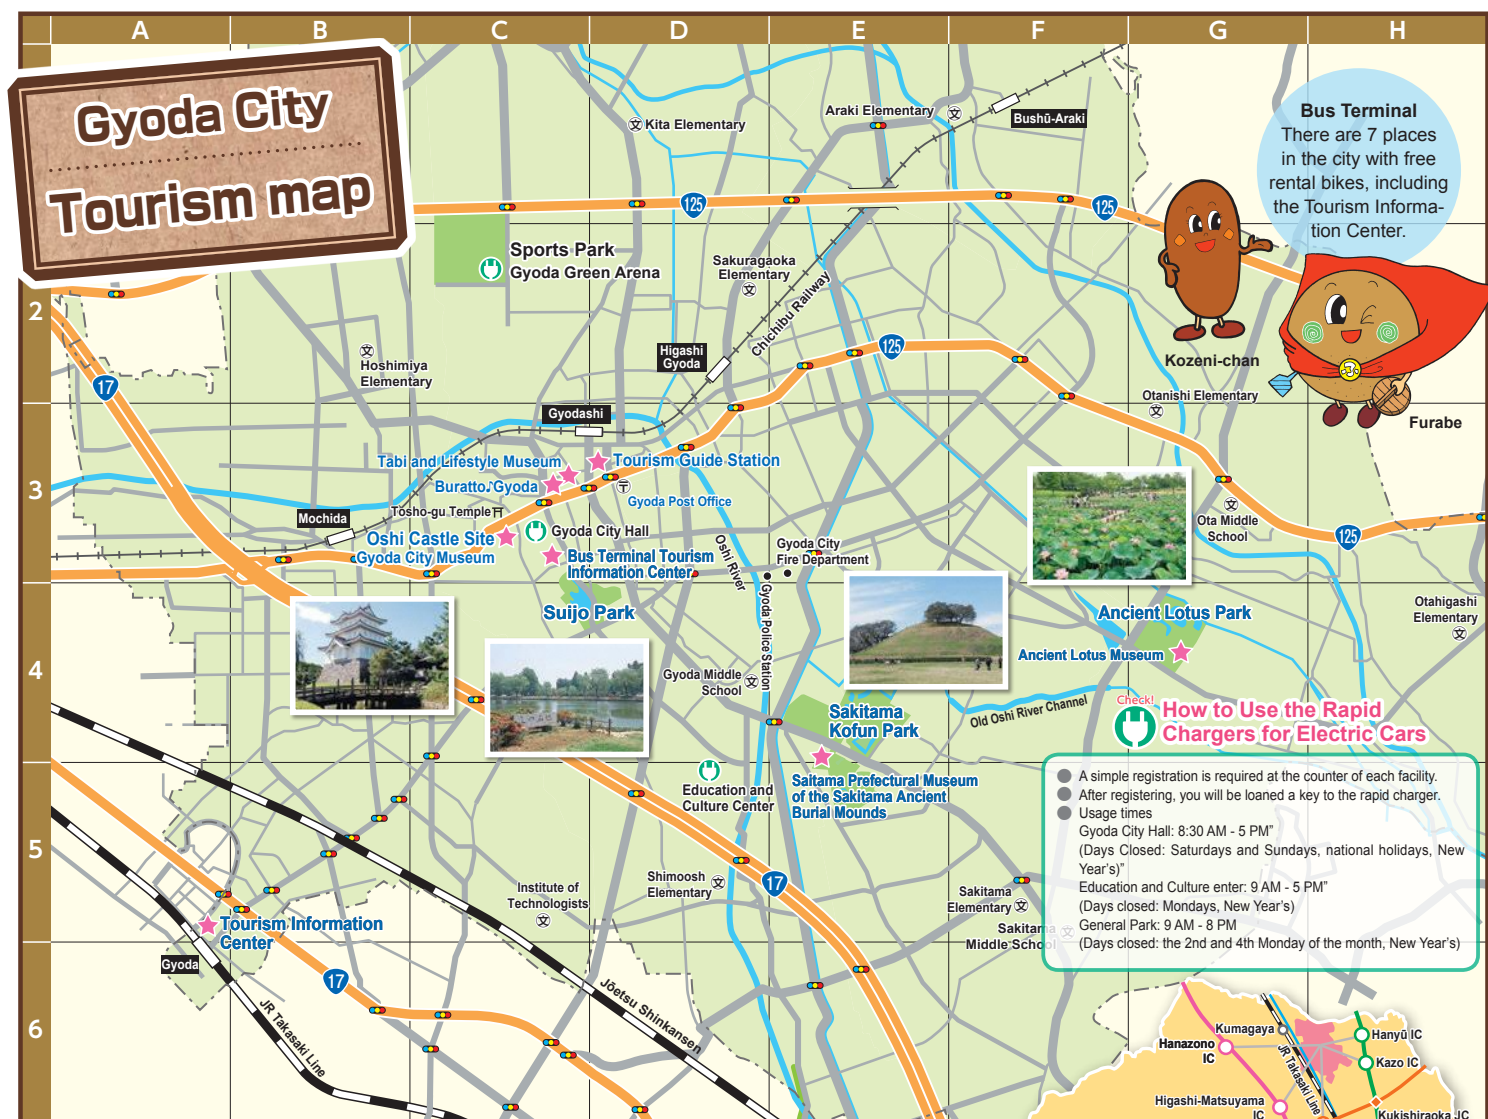 A B C D E F G H
Gyoda City
Tourism map
2
3
4
5
6
Bus Terminal
There are 7 places
in the city with free
rental bikes, including
the Tourism Informa-
tion Center.
Kozeni-chan
Furabe
Araki Elementary
Bushū-Araki
Kita Elementary
125
125
Sports Park
Gyoda Green Arena
Sakuragaoka
Elementary
Chichibu Railway
Higashi
Gyoda
125
17
Hoshimiya
Elementary
Gyodashi
Otanishi Elementary
Tabi and Lifestyle Museum
Tourism Guide Station
Buratto♪Gyoda
Gyoda Post Office
Tosho-gu Temple
Mochida
Gyoda City Hall
Oshi Castle Site
Gyoda City Museum
Bus Terminal Tourism
Information Center
Oshi River
Gyoda City
Fire Department
Gyoda Police Station
Ota Middle
School
125
Suijo Park
Ancient Lotus Park
Otahigashi
Elementary
Ancient Lotus Museum
Gyoda Middle
School
Old Oshi River Channel
Sakitama
Kofun Park
Saitama Prefectural Museum
of the Sakitama Ancient
Burial Mounds
Education and
Culture Center
Check!
How to Use the Rapid
Chargers for Electric Cars
A simple registration is required at the counter of each facility.
After registering, you will be loaned a key to the rapid charger.
Usage times
Gyoda City Hall: 8:30 AM - 5 PM”
(Days Closed: Saturdays and Sundays, national holidays, New
Year’s)”
Education and Culture enter: 9 AM - 5 PM”
(Days closed: Mondays, New Year’s)
General Park: 9 AM - 8 PM
(Days closed: the 2nd and 4th Monday of the month, New Year’s)
Institute of
Technologists
Shimoosh
Elementary
17
Sakitama
Elementary
Sakitama
Middle School
Tourism Information
Center
Gyoda
17
JR Takasaki Line
Jōetsu Shinkansen
Kumagaya
Hanazono
IC
JR Takasaki Line
Hanyū IC
Kazo IC
Higashi-Matsuyama
IC
Kukishiraoka JC